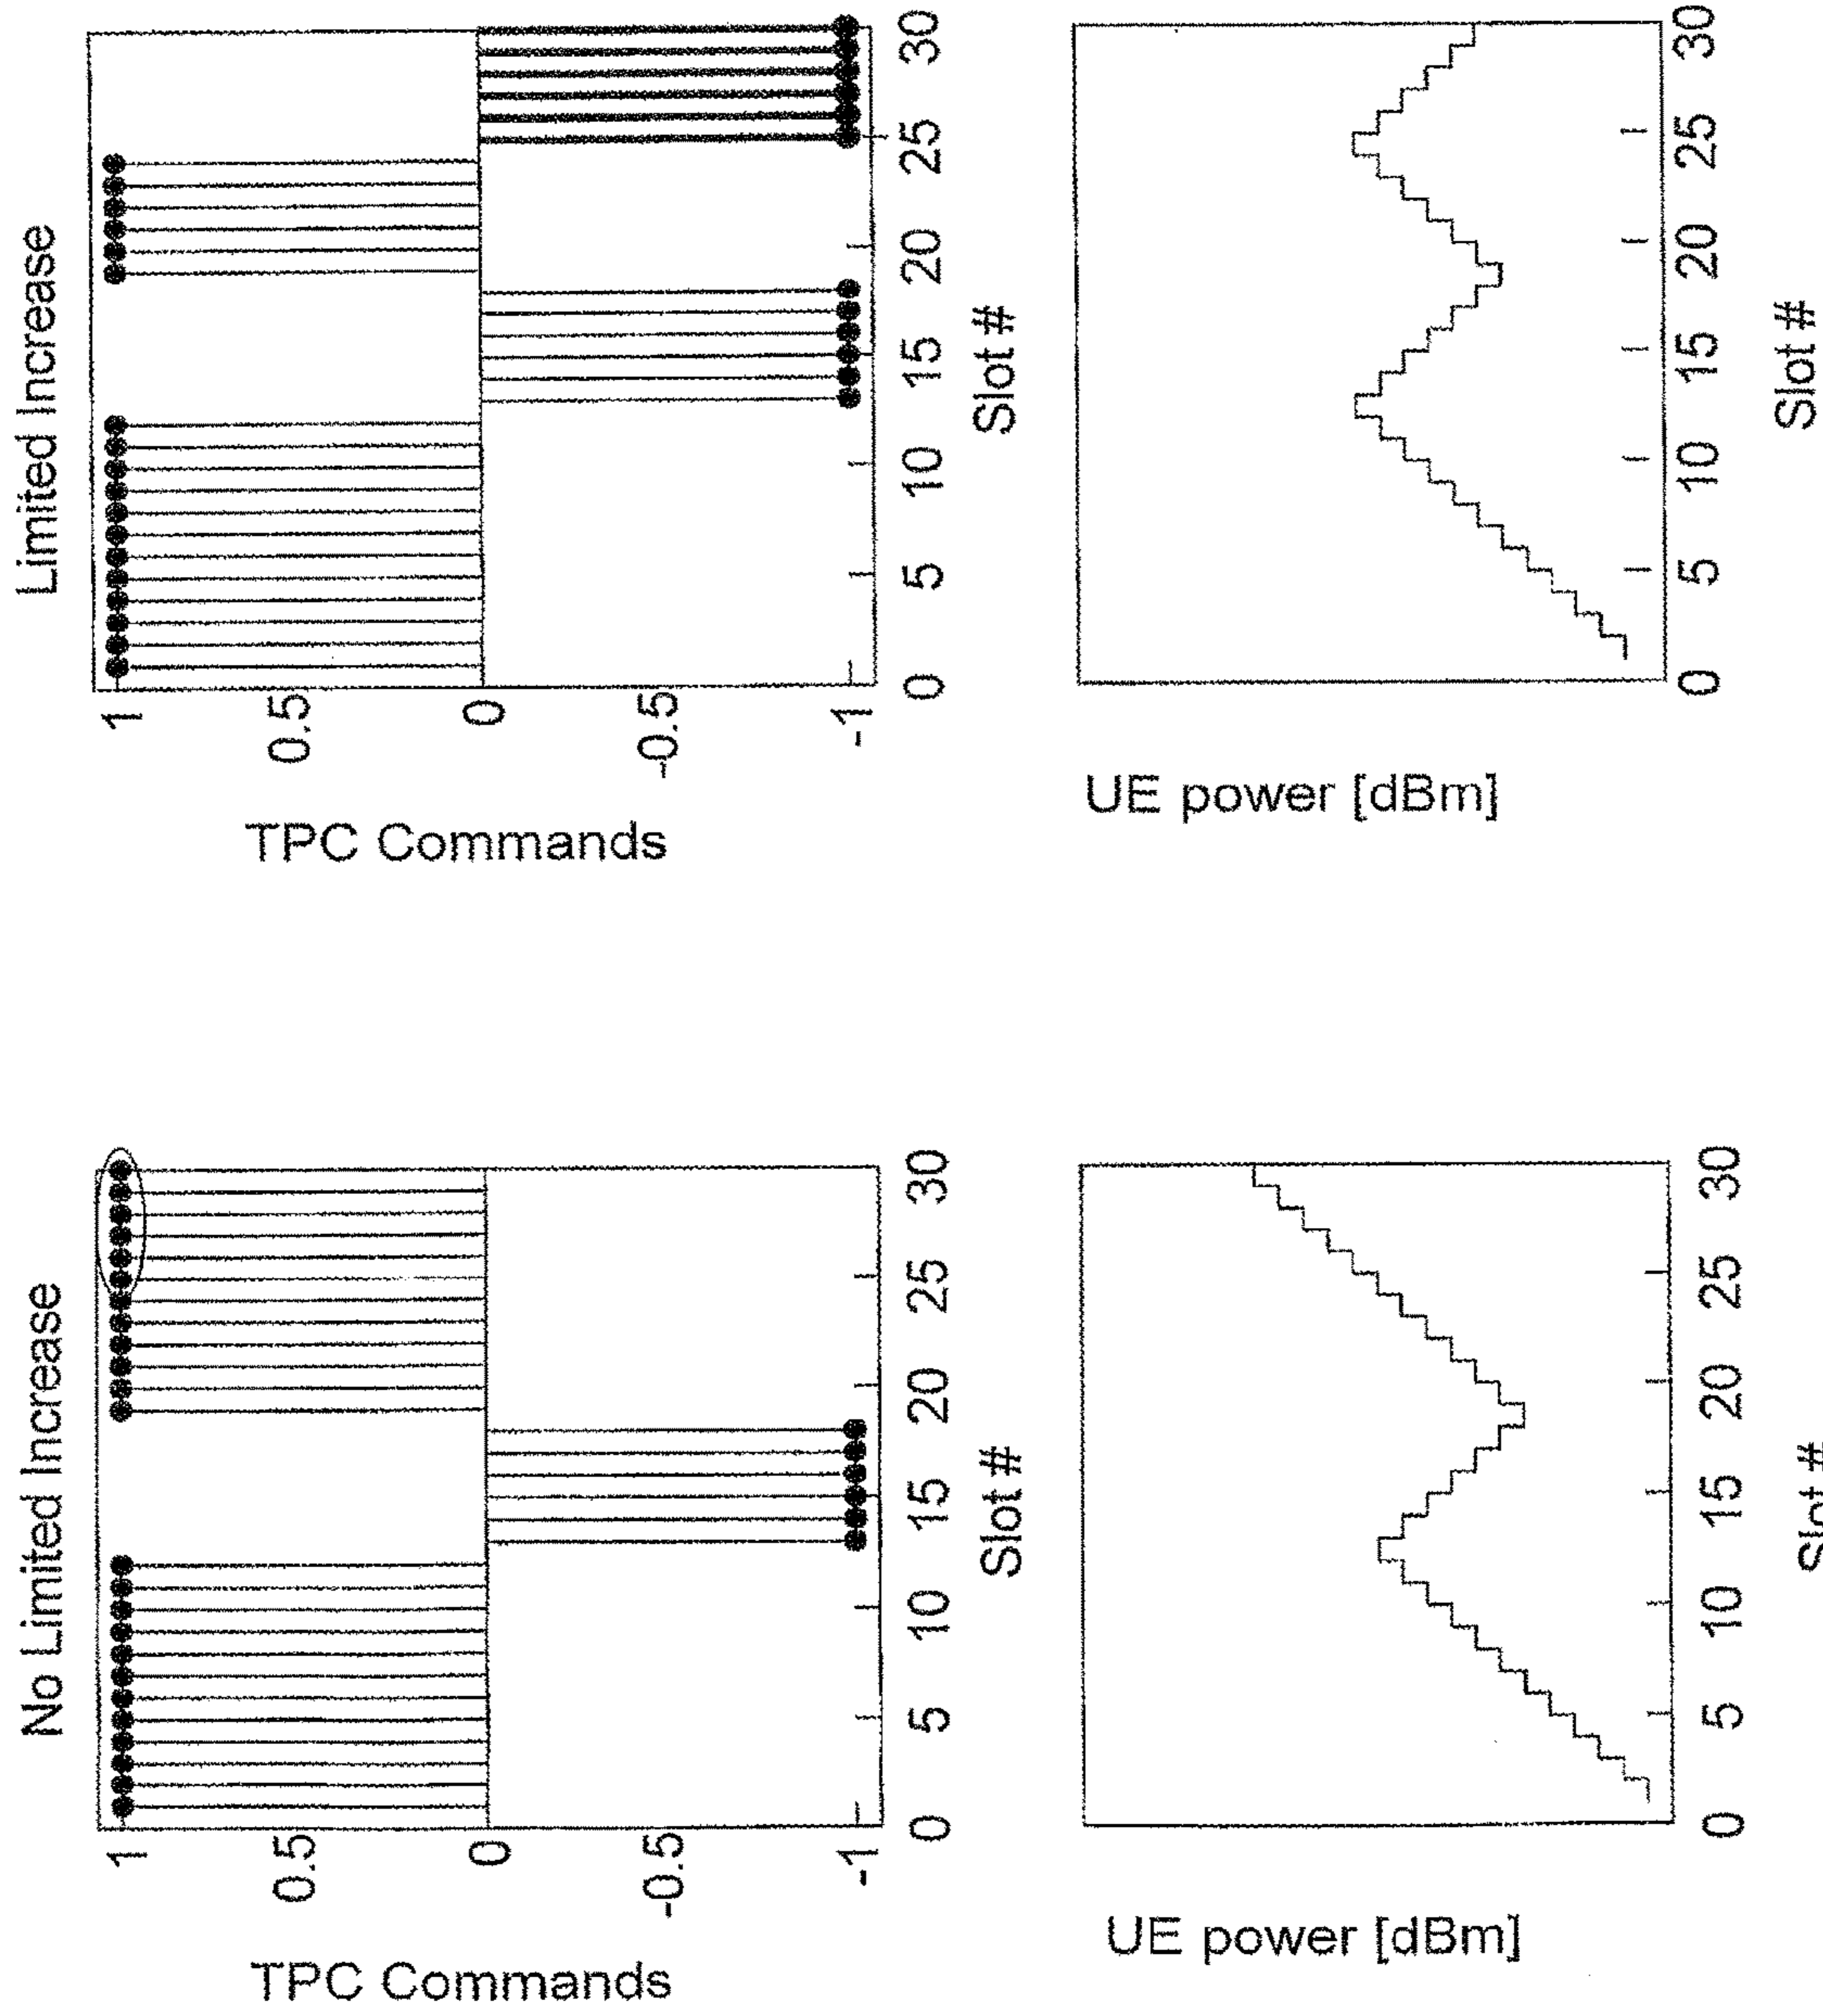 No Limited Increase
TPC Commands
1
0.5
0
-0.5
-1
0 5 10 15 20 25 30
Slot #
UE power [dBm]
0 5 10 15 20 25 30
Slot #
Limited Increase
TPC Commands
1
0.5
0
-0.5
-1
0 5 10 15 20 25 30
Slot #
UE power [dBm]
0 5 10 15 20 25 30
Slot #